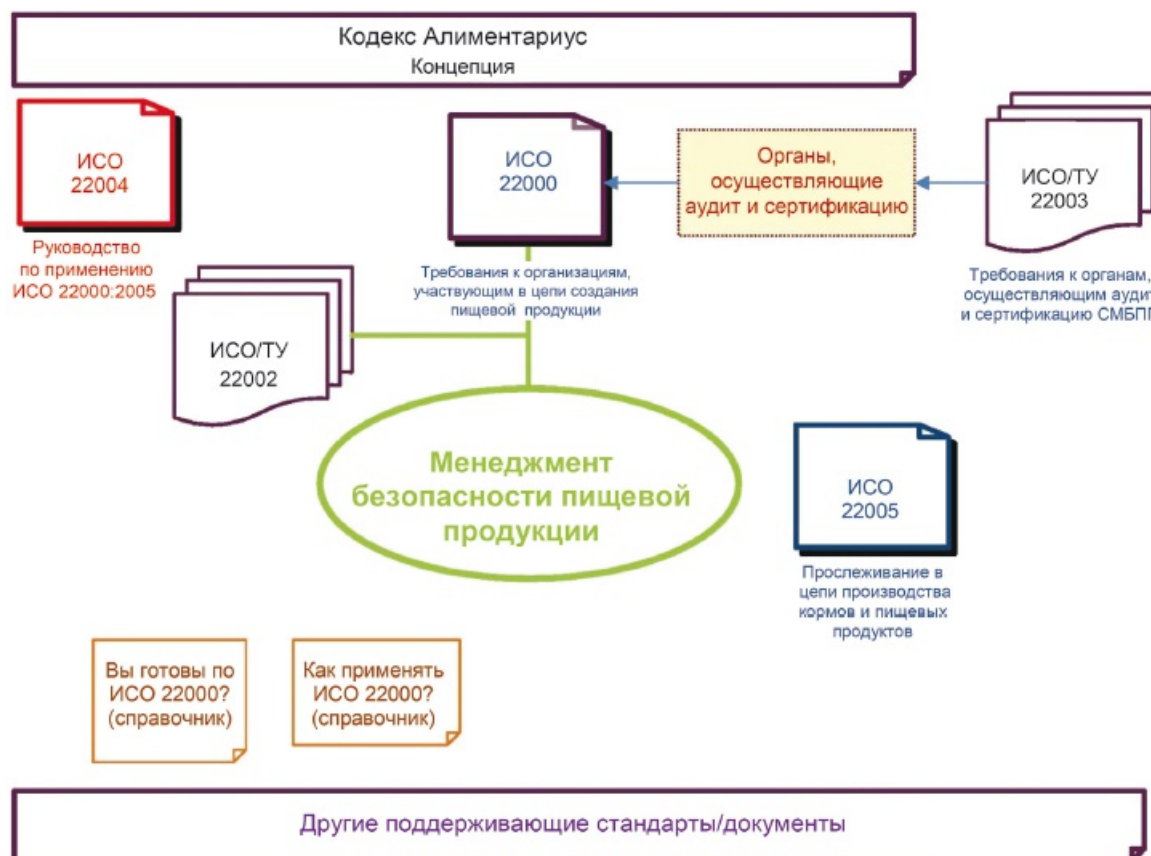 Кодекс Алиментариус
Концепция
ИСО
22004
Руководство
по применению
ИСО 22000:2005
ИСО
22000
Требования к организациям,
участвующим в цепи создания
пищевой продукции
Органы,
осуществляющие
аудит и сертификацию
ИСО/ТУ
22003
Требования к органам,
осуществляющим аудит
и сертификацию СМБПП
ИСО/ТУ
22002
Менеджмент
безопасности пищевой
продукции
ИСО
22005
Прослеживание в
цепи производства
кормов и пищевых
продуктов
Вы готовы по
ИСО 22000?
(справочник)
Как применять
ИСО 22000?
(справочник)
Другие поддерживающие стандарты/документы